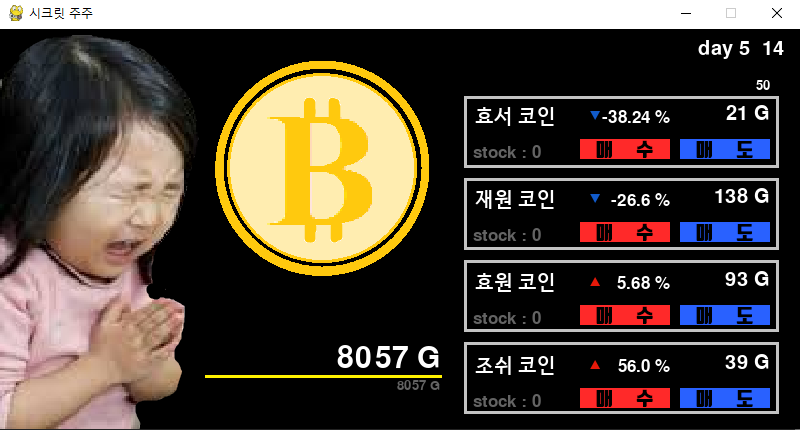 시크릿 주주
day 5 14
50
효서 코인 ▼-38.24 % 21 G
stock : 0 매 수 매 도
재원 코인 ▼ -26.6 % 138 G
stock : 0 매 수 매 도
효원 코인 ▲ 5.68 % 93 G
stock : 0 매 수 매 도
조쉬 코인 ▲ 56.0 % 39 G
stock : 0 매 수 매 도
8057 G
8057 G